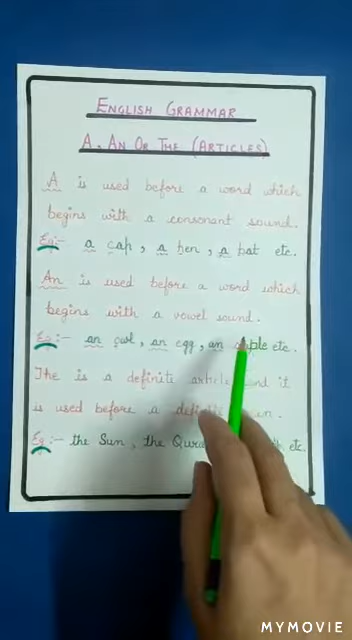 ENGLISH GRAMMAR
A, AN OR THE (ARTICLES)
A is used before a word which
begins with a consonant sound.
Eg:- a cap, a hen, a bat etc.
An is used before a word which
begins with a vowel sound.
Eg:- an owl, an egg, an apple etc.
The is a definite article and it
is used before a definite
Eg:- the Sun, the etc.
MYMOVIE